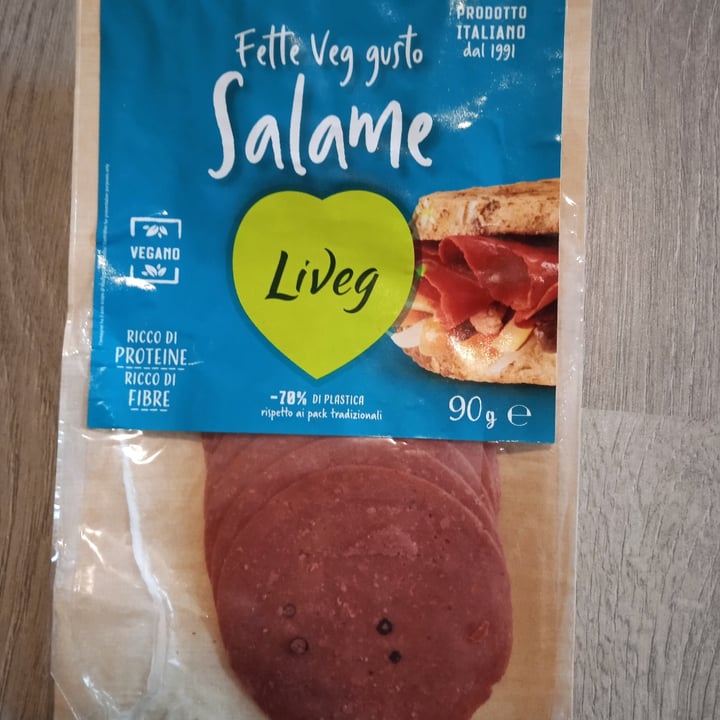 PRODOTTO
ITALIANO
dal 1991
Fette Veg gusto
Salame
VEGANO
Liveg
RICCO DI
PROTEINE
RICCO DI
FIBRE
-70% DI PLASTICA
rispetto ai pack tradizionali
90g e